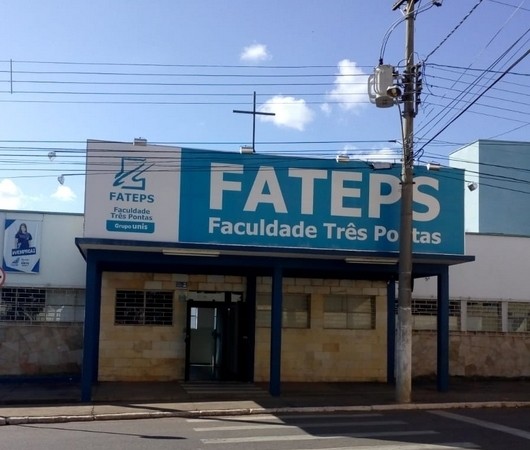 FATEPS
Faculdade
Três Pontas
Grupo unis
FATEPS
Faculdade Três Pontas